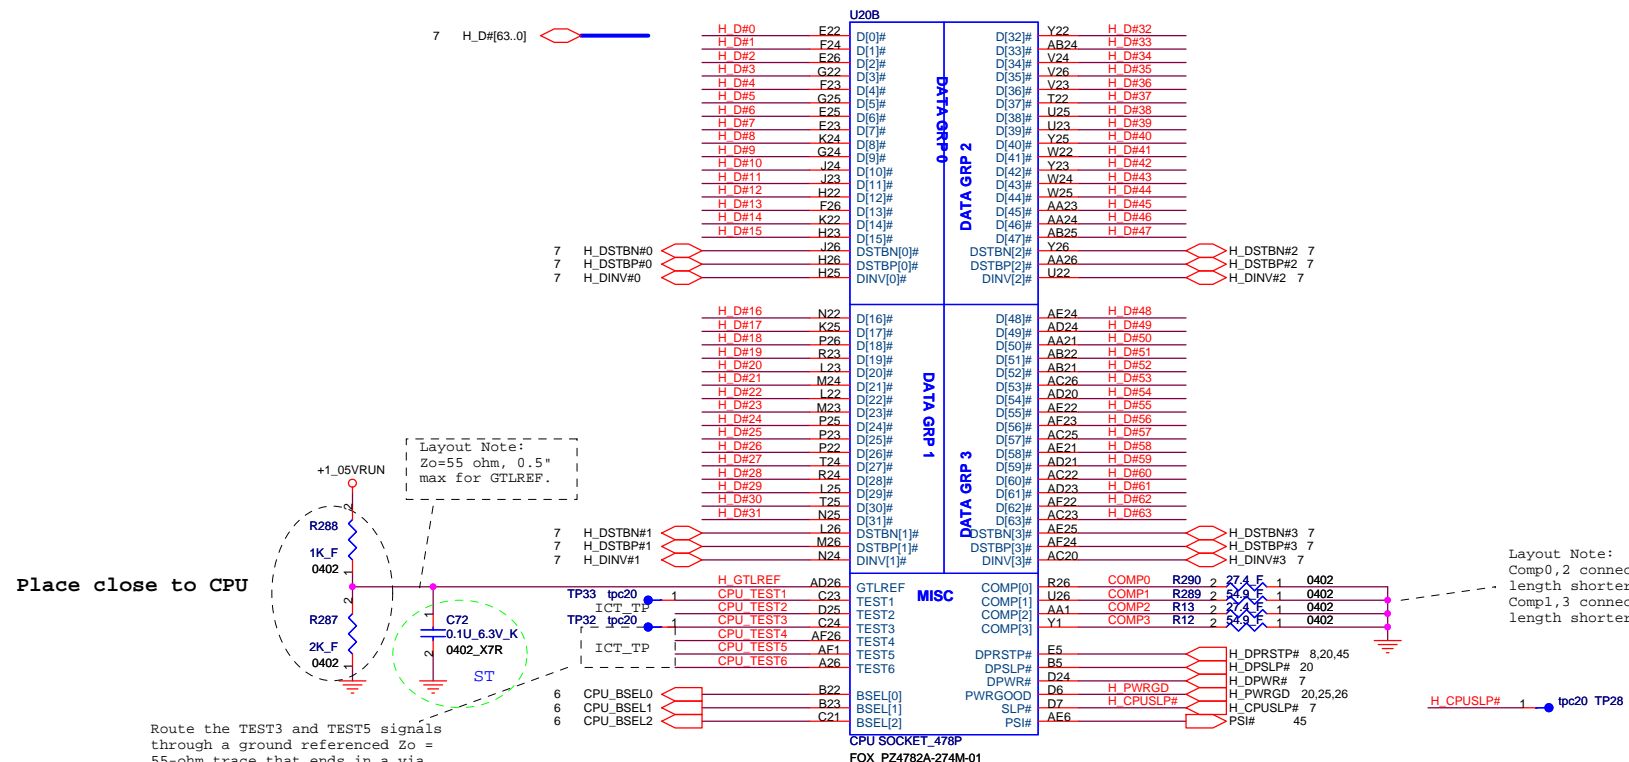 U20B
7 H_D#[63..0]
H_D#0 E22 D[0]# D[32]# Y22 H_D#32
H_D#1 F24 D[1]# D[33]# AB24 H_D#33
H_D#2 E26 D[2]# D[34]# V24 H_D#34
H_D#3 G22 D[3]# D[35]# V26 H_D#35
H_D#4 F23 D[4]# D[36]# V23 H_D#36
H_D#5 G25 D[5]# D[37]# T22 H_D#37
H_D#6 E25 D[6]# D[38]# U25 H_D#38
H_D#7 E23 D[7]# D[39]# U23 H_D#39
H_D#8 K24 D[8]# D[40]# Y25 H_D#40
H_D#9 G24 D[9]# D[41]# W22 H_D#41
H_D#10 J24 D[10]# D[42]# Y23 H_D#42
H_D#11 J23 D[11]# D[43]# W24 H_D#43
H_D#12 H22 D[12]# D[44]# W25 H_D#44
H_D#13 F26 D[13]# D[45]# AA23 H_D#45
H_D#14 K22 D[14]# D[46]# AA24 H_D#46
H_D#15 H23 D[15]# D[47]# AB25 H_D#47
7 H_DSTBN#0 J26 DSTBN[0]# DSTBN[2]# Y26 H_DSTBN#2 7
7 H_DSTBP#0 H26 DSTBP[0]# DSTBP[2]# AA26 H_DSTBP#2 7
7 H_DINV#0 H25 DINV[0]# DINV[2]# U22 H_DINV#2 7
DATA GRP 0
DATA GRP 2
H_D#16 N22 D[16]# D[48]# AE24 H_D#48
H_D#17 K25 D[17]# D[49]# AD24 H_D#49
H_D#18 P26 D[18]# D[50]# AA21 H_D#50
H_D#19 R23 D[19]# D[51]# AB22 H_D#51
H_D#20 L23 D[20]# D[52]# AB21 H_D#52
H_D#21 M24 D[21]# D[53]# AC26 H_D#53
H_D#22 L22 D[22]# D[54]# AD20 H_D#54
H_D#23 M23 D[23]# D[55]# AE22 H_D#55
H_D#24 P25 D[24]# D[56]# AF23 H_D#56
H_D#25 P23 D[25]# D[57]# AC25 H_D#57
H_D#26 P22 D[26]# D[58]# AE21 H_D#58
H_D#27 T24 D[27]# D[59]# AD21 H_D#59
H_D#28 R24 D[28]# D[60]# AC22 H_D#60
H_D#29 L25 D[29]# D[61]# AD23 H_D#61
H_D#30 T25 D[30]# D[62]# AF22 H_D#62
H_D#31 N25 D[31]# D[63]# AC23 H_D#63
7 H_DSTBN#1 L26 DSTBN[1]# DSTBN[3]# AE25 H_DSTBN#3 7
7 H_DSTBP#1 M26 DSTBP[1]# DSTBP[3]# AF24 H_DSTBP#3 7
7 H_DINV#1 N24 DINV[1]# DINV[3]# AC20 H_DINV#3 7
DATA GRP 1
DATA GRP 3
Layout Note:
Zo=55 ohm, 0.5"
max for GTLREF.
+1_05VRUN
2
R288
1K_F
0402
1
Place close to CPU
2
R287
2K_F
0402
1
1
C72
0.1U_6.3V_K
0402_X7R
2
ST
MISC
H_GTLREF AD26 GTLREF COMP[0] R26 COMP0 R290 2 27.4_F 1 0402
TP33 tpc20 1 CPU_TEST1 C23 TEST1 COMP[1] U26 COMP1 R289 2 54.9_F 1 0402
ICT_TP CPU_TEST2 D25 TEST2 COMP[2] AA1 COMP2 R13 2 27.4_F 1 0402
TP32 tpc20 1 CPU_TEST3 C24 TEST3 COMP[3] Y1 COMP3 R12 2 54.9_F 1 0402
CPU_TEST4 AF26 TEST4
ICT_TP CPU_TEST5 AF1 TEST5 DPRSTP# E5 H_DPRSTP# 8,20,45
CPU_TEST6 A26 TEST6 DPSLP# B5 H_DPSLP# 20
DPWR# D24 H_DPWR# 7
6 CPU_BSEL0 B22 BSEL[0] PWRGOOD D6 H_PWRGD H_PWRGD 20,25,26
6 CPU_BSEL1 B23 BSEL[1] SLP# D7 H_CPUSLP# H_CPUSLP# 7
6 CPU_BSEL2 C21 BSEL[2] PSI# AE6 PSI# 45
CPU SOCKET_478P
FOX_PZ4782A-274M-01
Layout Note:
Comp0,2 connec
length shorter
Comp1,3 connec
length shorter
H_CPUSLP# 1 tpc20 TP28
Route the TEST3 and TEST5 signals
through a ground referenced Zo =
55-ohm trace that ends in a via